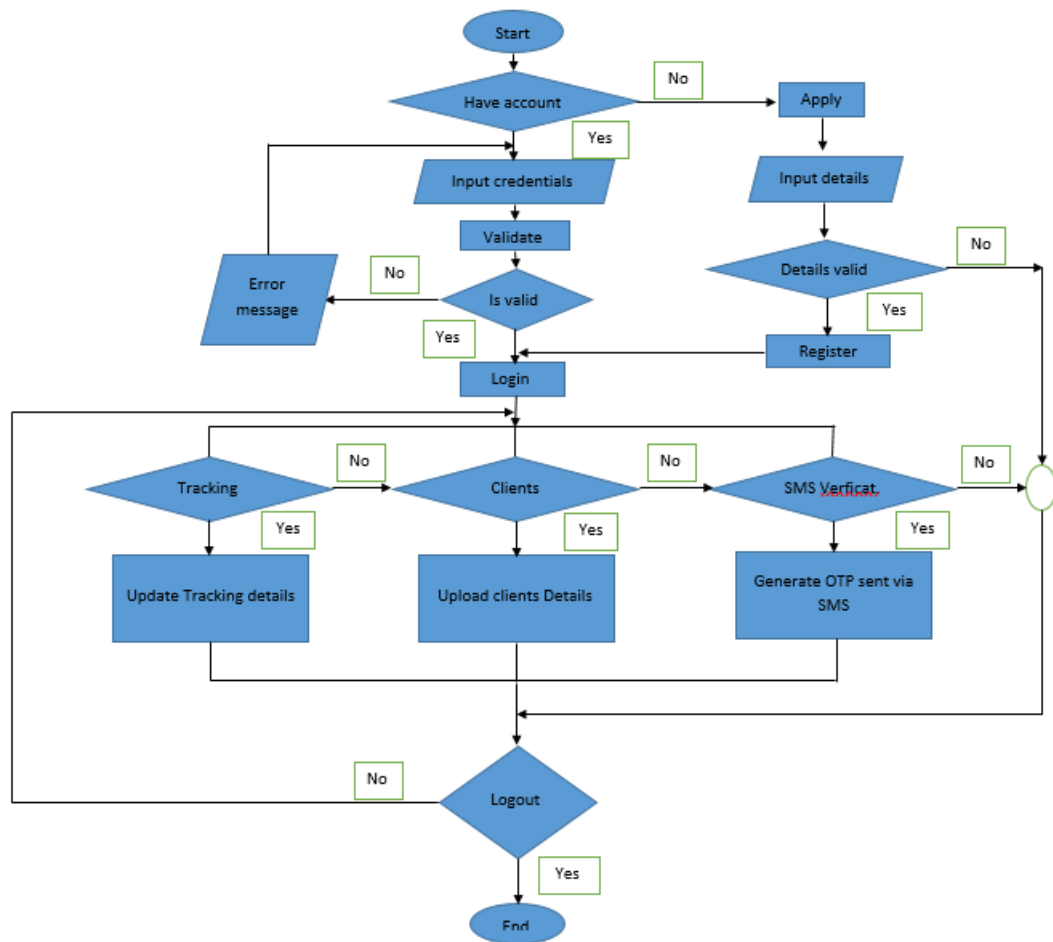 Start
No
Have account
Apply
Yes
Input credentials
Input details
Validate
No
Error
message
No
Is valid
Details valid
Yes
Yes
Register
Login
No
No
No
Tracking
Clients
SMS Verficat.
Yes
Yes
Yes
Update Tracking details
Upload clients Details
Generate OTP sent via
SMS
No
Logout
Yes
End